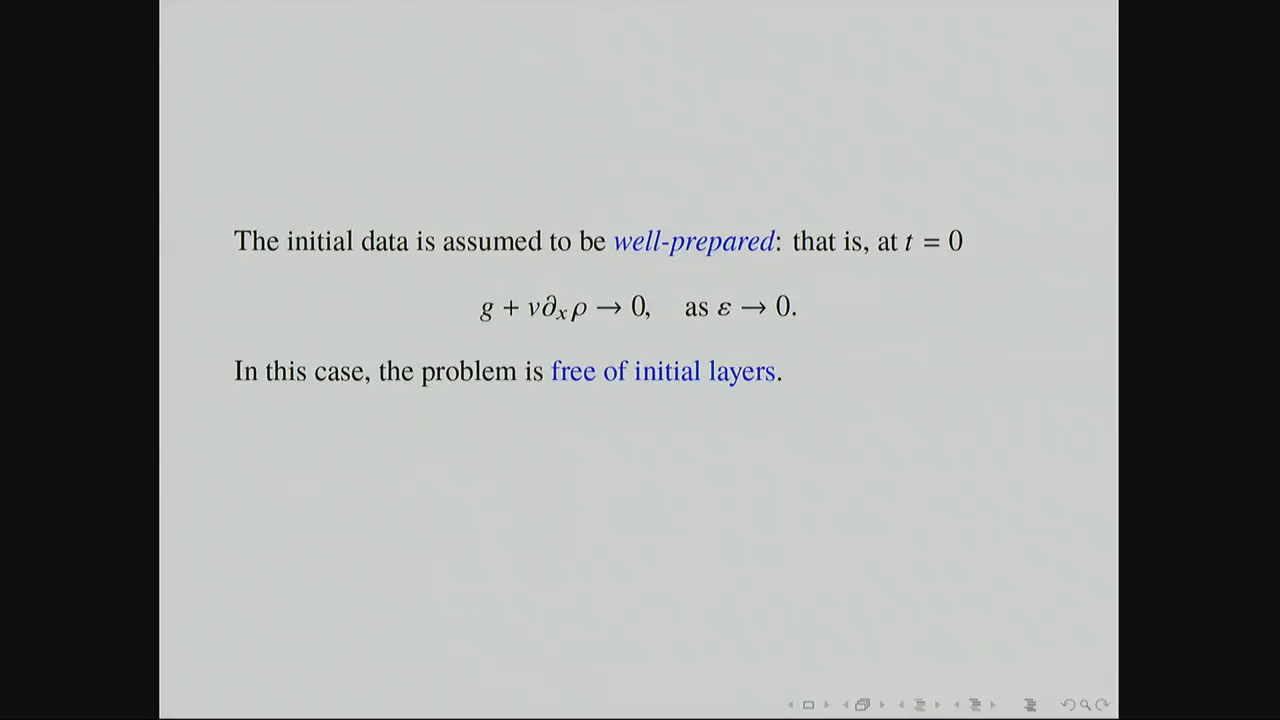 The initial data is assumed to be well-prepared: that is, at t = 0
g + v∂ₓρ → 0, as ε → 0.
In this case, the problem is free of initial layers.